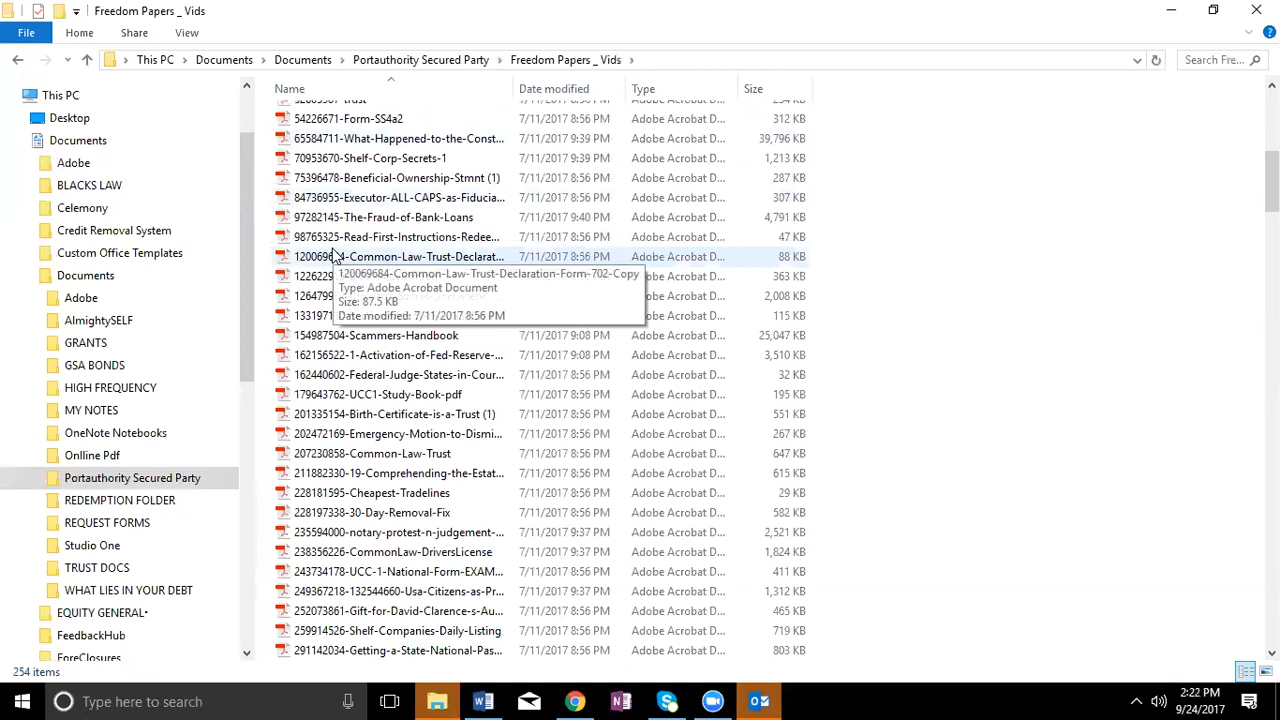 Freedom Papers _ Vids
File Home Share View
This PC Documents Documents Portauthority Secured Party Freedom Papers _ Vids
Search Free...
Name Date modified Type Size
This PC
Desktop
Documents
Adobe
BLACKS LAW
Celemony
Credit Removal System
Custom Office Templates
Documents
Adobe
AlmightySELF
GRANTS
GSA BONDS
HIGH FREQUENCY
MY NOTES
OneNote Notebooks
Onlline Pdf
Portauthority Secured Party
REDEMPTION FOLDER
REQUEST FORMS
Studio One
TRUST DOCS
WHAT LIES IN YOUR DEBT
EQUITY GENERAL·
FeedbackHub
ForeClosures
54226671-Form-SS4a2 7/11/2017 8:56 PM Adobe Acrobat D... 312 KB
65584711-What-Happened-to-the-Const... 7/11/2017 9:39 PM Adobe Acrobat D... 39,796 KB
70953670-Shelf-Corp-Secrets-1 7/11/2017 9:39 PM Adobe Acrobat D... 1,213 KB
75396478-Beneficial-Ownership-Stmnt (1) 7/11/2017 8:56 PM Adobe Acrobat D... 287 KB
84736955-Executor-ALL-CAPS-as-Fiducia... 7/11/2017 8:56 PM Adobe Acrobat D... 307 KB
97282145-The-Fraud-of-Bank-Loans 7/11/2017 9:40 PM Adobe Acrobat D... 4,791 KB
98765325-Read-First-Instructions-Redee... 7/11/2017 8:56 PM Adobe Acrobat D... 47 KB
120069684-Common-Law-Trust-Declarat... 7/11/2017 8:56 PM Adobe Acrobat D... 88 KB
120069684-Common-Law-Trust-Declaration-Form-702-Copy
Type: Adobe Acrobat Document
Size: 87.5 KB
Date modified: 7/11/2017 8:56 PM
Adobe Acrobat D... 363 KB
Adobe Acrobat D... 2,008 KB
Adobe Acrobat D... 115 KB
154987504-Scammers-Handbook 7/11/2017 9:08 PM Adobe Acrobat D... 25,047 KB
162156522-1-Activation-of-Fed-Reserve-... 7/11/2017 9:08 PM Adobe Acrobat D... 3,510 KB
162440602-Federal-Judge-States-in-Cour... 7/11/2017 8:56 PM Adobe Acrobat D... 32 KB
179643762-UCC1-Study-Book-pdf 7/11/2017 8:56 PM Adobe Acrobat D... 195 KB
201335154-Birth-Certificate-is-a-Trust (1) 7/11/2017 8:56 PM Adobe Acrobat D... 551 KB
202472169-Emergency-Motion-to-Dismi... 7/11/2017 8:56 PM Adobe Acrobat D... 267 KB
207230858-Common-Law-Trust 7/11/2017 8:56 PM Adobe Acrobat D... 647 KB
211882330-19-Comprehending-the-Estat... 7/11/2017 8:56 PM Adobe Acrobat D... 615 KB
228181595-Cheapest-Tradelines 7/11/2017 8:56 PM Adobe Acrobat D... 29 KB
228197338-30-Day-Removal-Fix 7/11/2017 8:56 PM Adobe Acrobat D... 582 KB
235594000-notary-protest-n-judgement-... 7/11/2017 9:37 PM Adobe Acrobat D... 2,521 KB
238356226-CommonLaw-DriversLicense 7/11/2017 9:37 PM Adobe Acrobat D... 1,824 KB
243734178-UCC-1-National-Form-EXAM... 7/11/2017 8:56 PM Adobe Acrobat D... 411 KB
249367218-132544660-Usa-Citizens-as-Pr... 7/11/2017 9:37 PM Adobe Acrobat D... 1,312 KB
252073861-Gift-for-David-Clarence-s-Au... 7/11/2017 8:56 PM Adobe Acrobat D... 465 KB
259914526-Shelf-Companies-Daily-Listing 7/11/2017 8:56 PM Adobe Acrobat D... 719 KB
291142034-Getting-a-State-National-Pas... 7/11/2017 8:56 PM Adobe Acrobat D... 803 KB
254 items
Type here to search
2:22 PM
9/24/2017